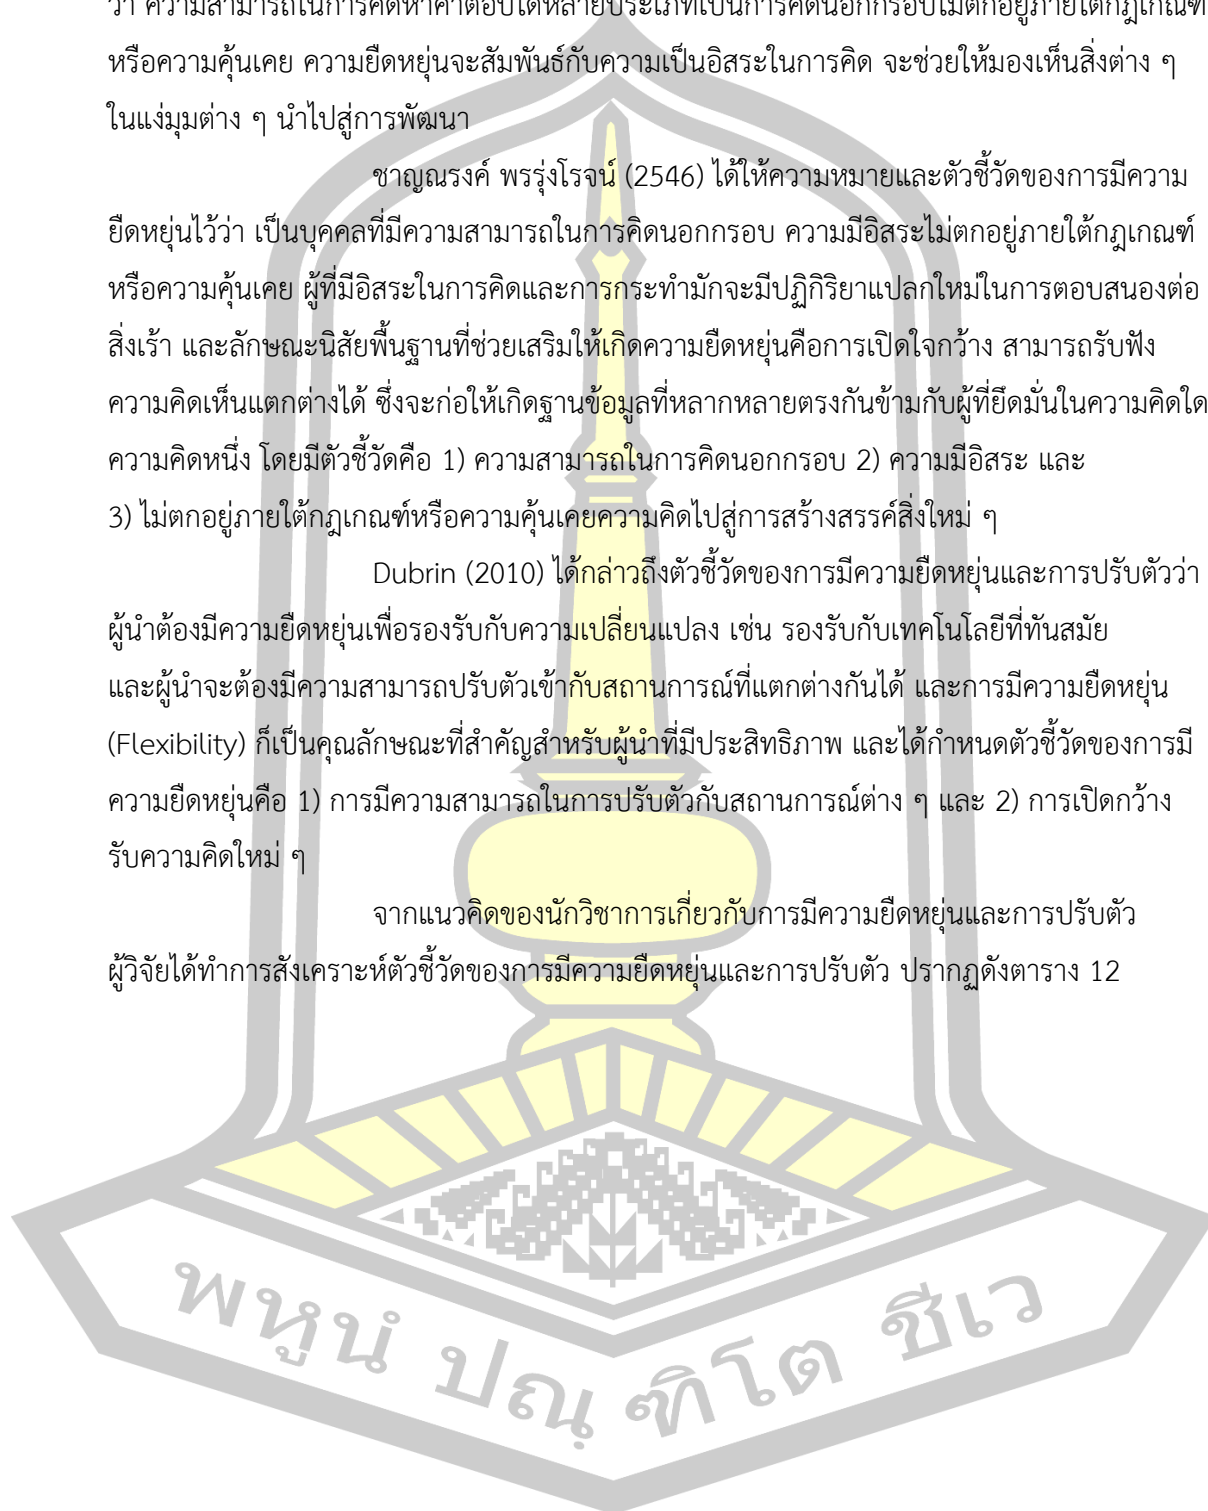 ว่า ความสามารถในการคิดหาคำตอบได้หลายประเภทที่เป็นการคิดนอกกรอบไม่ตกอยู่ภายใต้กฎเกณฑ์
หรือความคุ้นเคย ความยืดหยุ่นจะสัมพันธ์กับความเป็นอิสระในการคิด จะช่วยให้มองเห็นสิ่งต่าง ๆ
ในแง่มุมต่าง ๆ นำไปสู่การพัฒนา
ชาญณรงค์ พรรุ่งโรจน์ (2546) ได้ให้ความหมายและตัวชี้วัดของการมีความ
ยืดหยุ่นไว้ว่า เป็นบุคคลที่มีความสามารถในการคิดนอกกรอบ ความมีอิสระไม่ตกอยู่ภายใต้กฎเกณฑ์
หรือความคุ้นเคย ผู้ที่มีอิสระในการคิดและการกระทำมักจะมีปฏิกิริยาแปลกใหม่ในการตอบสนองต่อ
สิ่งเร้า และลักษณะนิสัยพื้นฐานที่ช่วยเสริมให้เกิดความยืดหยุ่นคือการเปิดใจกว้าง สามารถรับฟัง
ความคิดเห็นแตกต่างได้ ซึ่งจะก่อให้เกิดฐานข้อมูลที่หลากหลายตรงกันข้ามกับผู้ที่ยึดมั่นในความคิดใด
ความคิดหนึ่ง โดยมีตัวชี้วัดคือ 1) ความสามารถในการคิดนอกกรอบ 2) ความมีอิสระ และ
3) ไม่ตกอยู่ภายใต้กฎเกณฑ์หรือความคุ้นเคยความคิดไปสู่การสร้างสรรค์สิ่งใหม่ ๆ
Dubrin (2010) ได้กล่าวถึงตัวชี้วัดของการมีความยืดหยุ่นและการปรับตัวว่า
ผู้นำต้องมีความยืดหยุ่นเพื่อรองรับกับความเปลี่ยนแปลง เช่น รองรับกับเทคโนโลยีที่ทันสมัย
และผู้นำจะต้องมีความสามารถปรับตัวเข้ากับสถานการณ์ที่แตกต่างกันได้ และการมีความยืดหยุ่น
(Flexibility) ก็เป็นคุณลักษณะที่สำคัญสำหรับผู้นำที่มีประสิทธิภาพ และได้กำหนดตัวชี้วัดของการมี
ความยืดหยุ่นคือ 1) การมีความสามารถในการปรับตัวกับสถานการณ์ต่าง ๆ และ 2) การเปิดกว้าง
รับความคิดใหม่ ๆ
จากแนวคิดของนักวิชาการเกี่ยวกับการมีความยืดหยุ่นและการปรับตัว
ผู้วิจัยได้ทำการสังเคราะห์ตัวชี้วัดของการมีความยืดหยุ่นและการปรับตัว ปรากฏดังตาราง 12
พหูนํ ปณฺฑิโต ชีเว